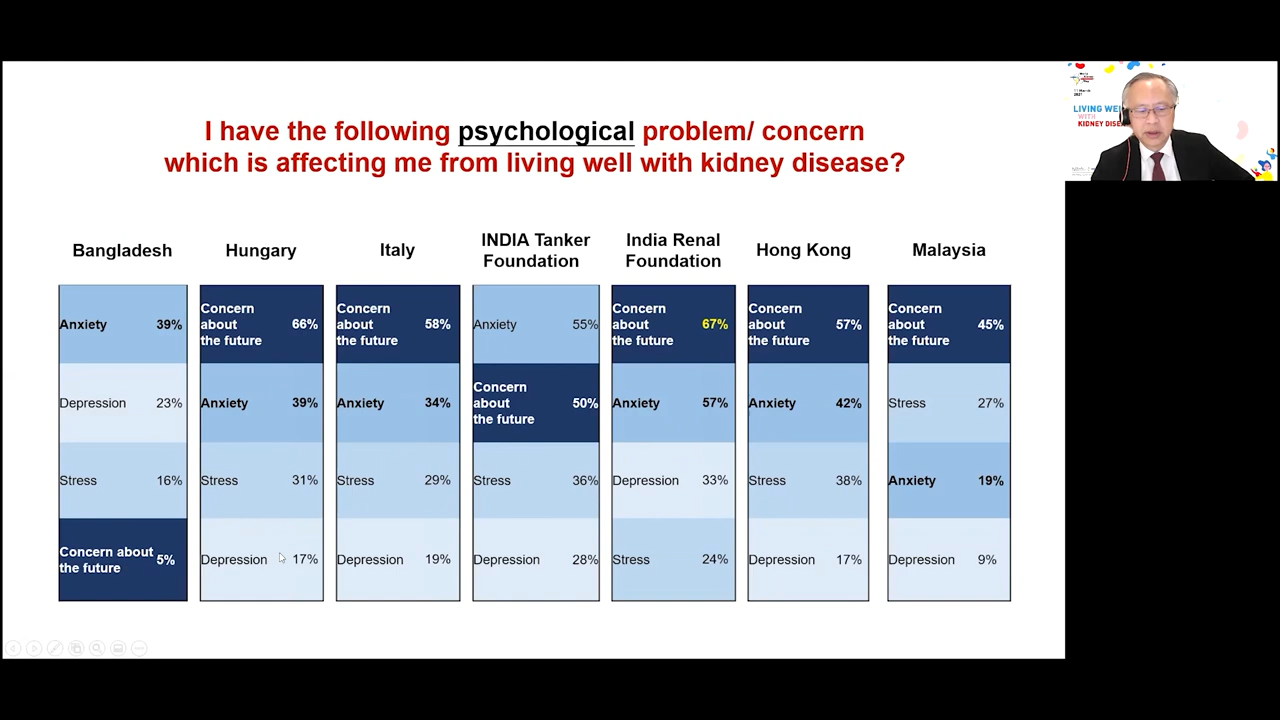 I have the following psychological problem/ concern
which is affecting me from living well with kidney disease?
Bangladesh
Anxiety 39%
Depression 23%
Stress 16%
Concern about
the future 5%
Hungary
Concern
about
the future 66%
Anxiety 39%
Stress 31%
Depression 17%
Italy
Concern
about
the future 58%
Anxiety 34%
Stress 29%
Depression 19%
INDIA Tanker
Foundation
Anxiety 55%
Concern
about
the future 50%
Stress 36%
Depression 28%
India Renal
Foundation
Concern
about
the future 67%
Anxiety 57%
Depression 33%
Stress 24%
Hong Kong
Concern
about
the future 57%
Anxiety 42%
Stress 38%
Depression 17%
Malaysia
Concern
about
the future 45%
Stress 27%
Anxiety 19%
Depression 9%
LIVING WE
WITH
KIDNEY DISE